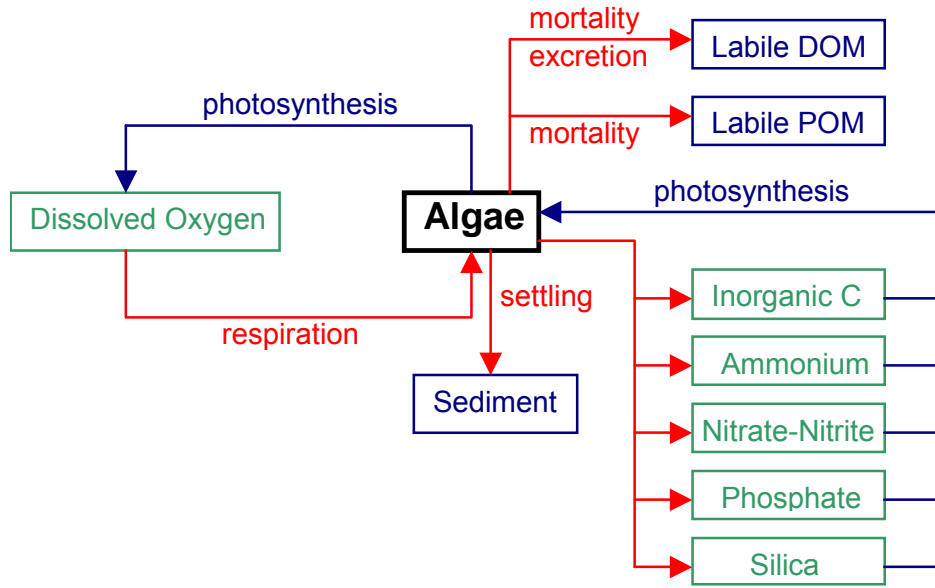 mortality
excretion
Labile DOM
photosynthesis
mortality
Labile POM
photosynthesis
Dissolved Oxygen
Algae
settling
Inorganic C
respiration
Ammonium
Sediment
Nitrate-Nitrite
Phosphate
Silica